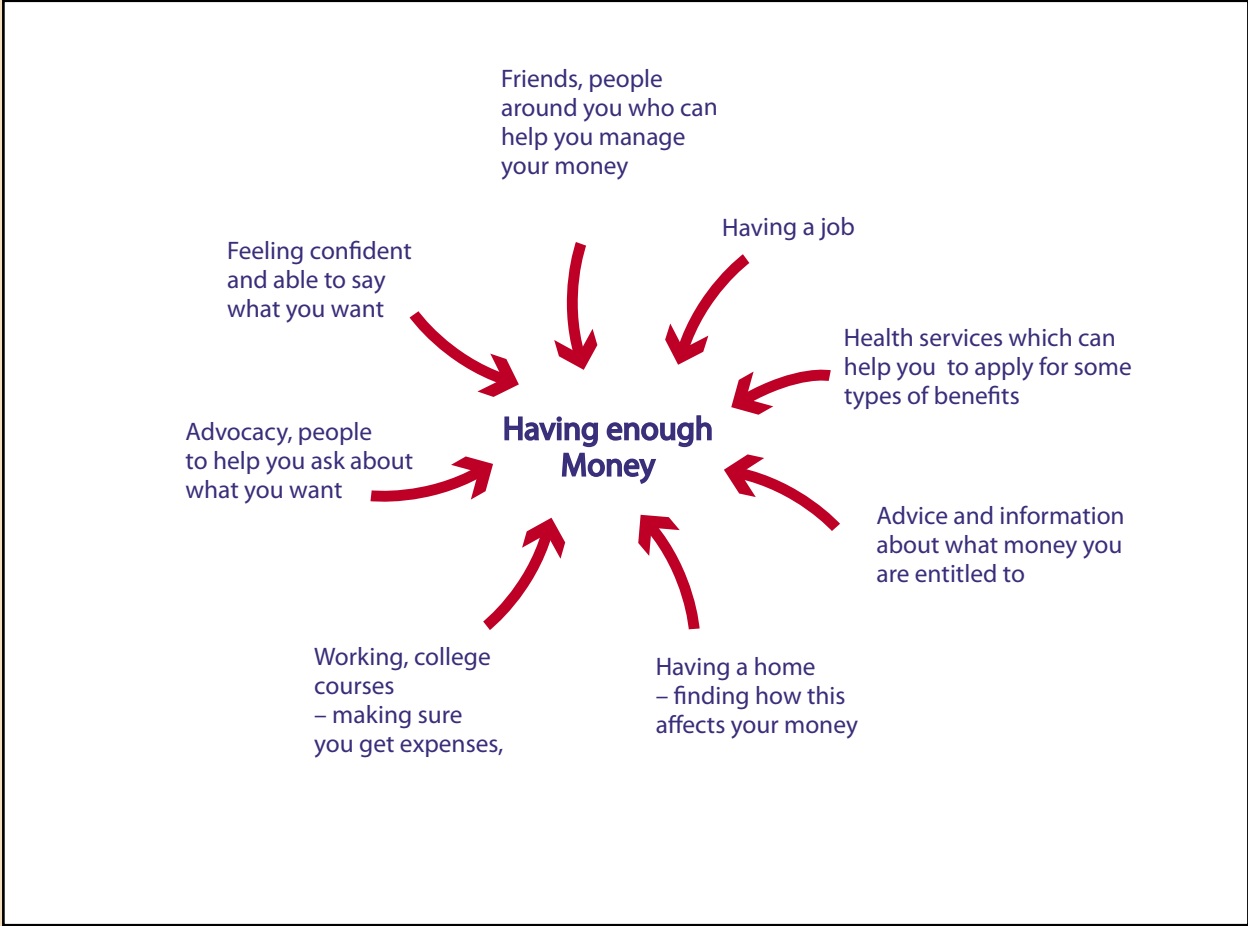 Friends, people
around you who can
help you manage
your money
Having a job
Feeling confident
and able to say
what you want
Health services which can
help you  to apply for some
types of benefits
Having enough
Money
Advocacy, people
to help you ask about
what you want
Advice and information
about what money you
are entitled to
Working, college
courses
– making sure
you get expenses,
Having a home
– finding how this
affects your money